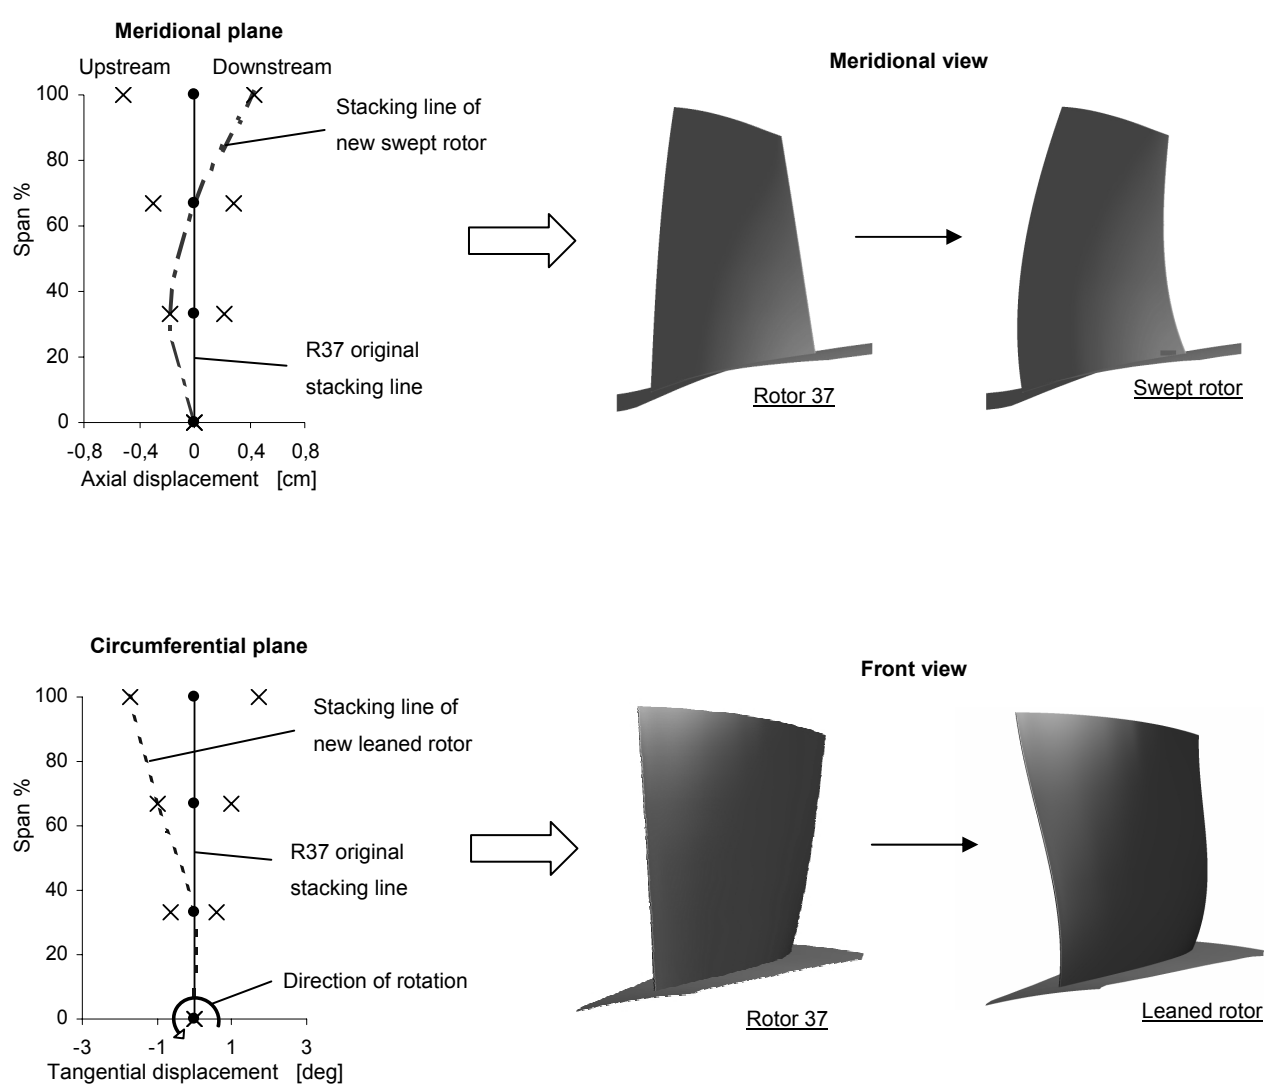 Meridional plane
Upstream Downstream
100
80
60
40
20
0
Span %
-0,8 -0,4 0 0,4 0,8
Axial displacement [cm]
Stacking line of
new swept rotor
R37 original
stacking line
Meridional view
Rotor 37
Swept rotor
Circumferential plane
100
80
60
40
20
0
Span %
-3 -1 1 3
Tangential displacement [deg]
Stacking line of
new leaned rotor
R37 original
stacking line
Direction of rotation
Front view
Rotor 37
Leaned rotor